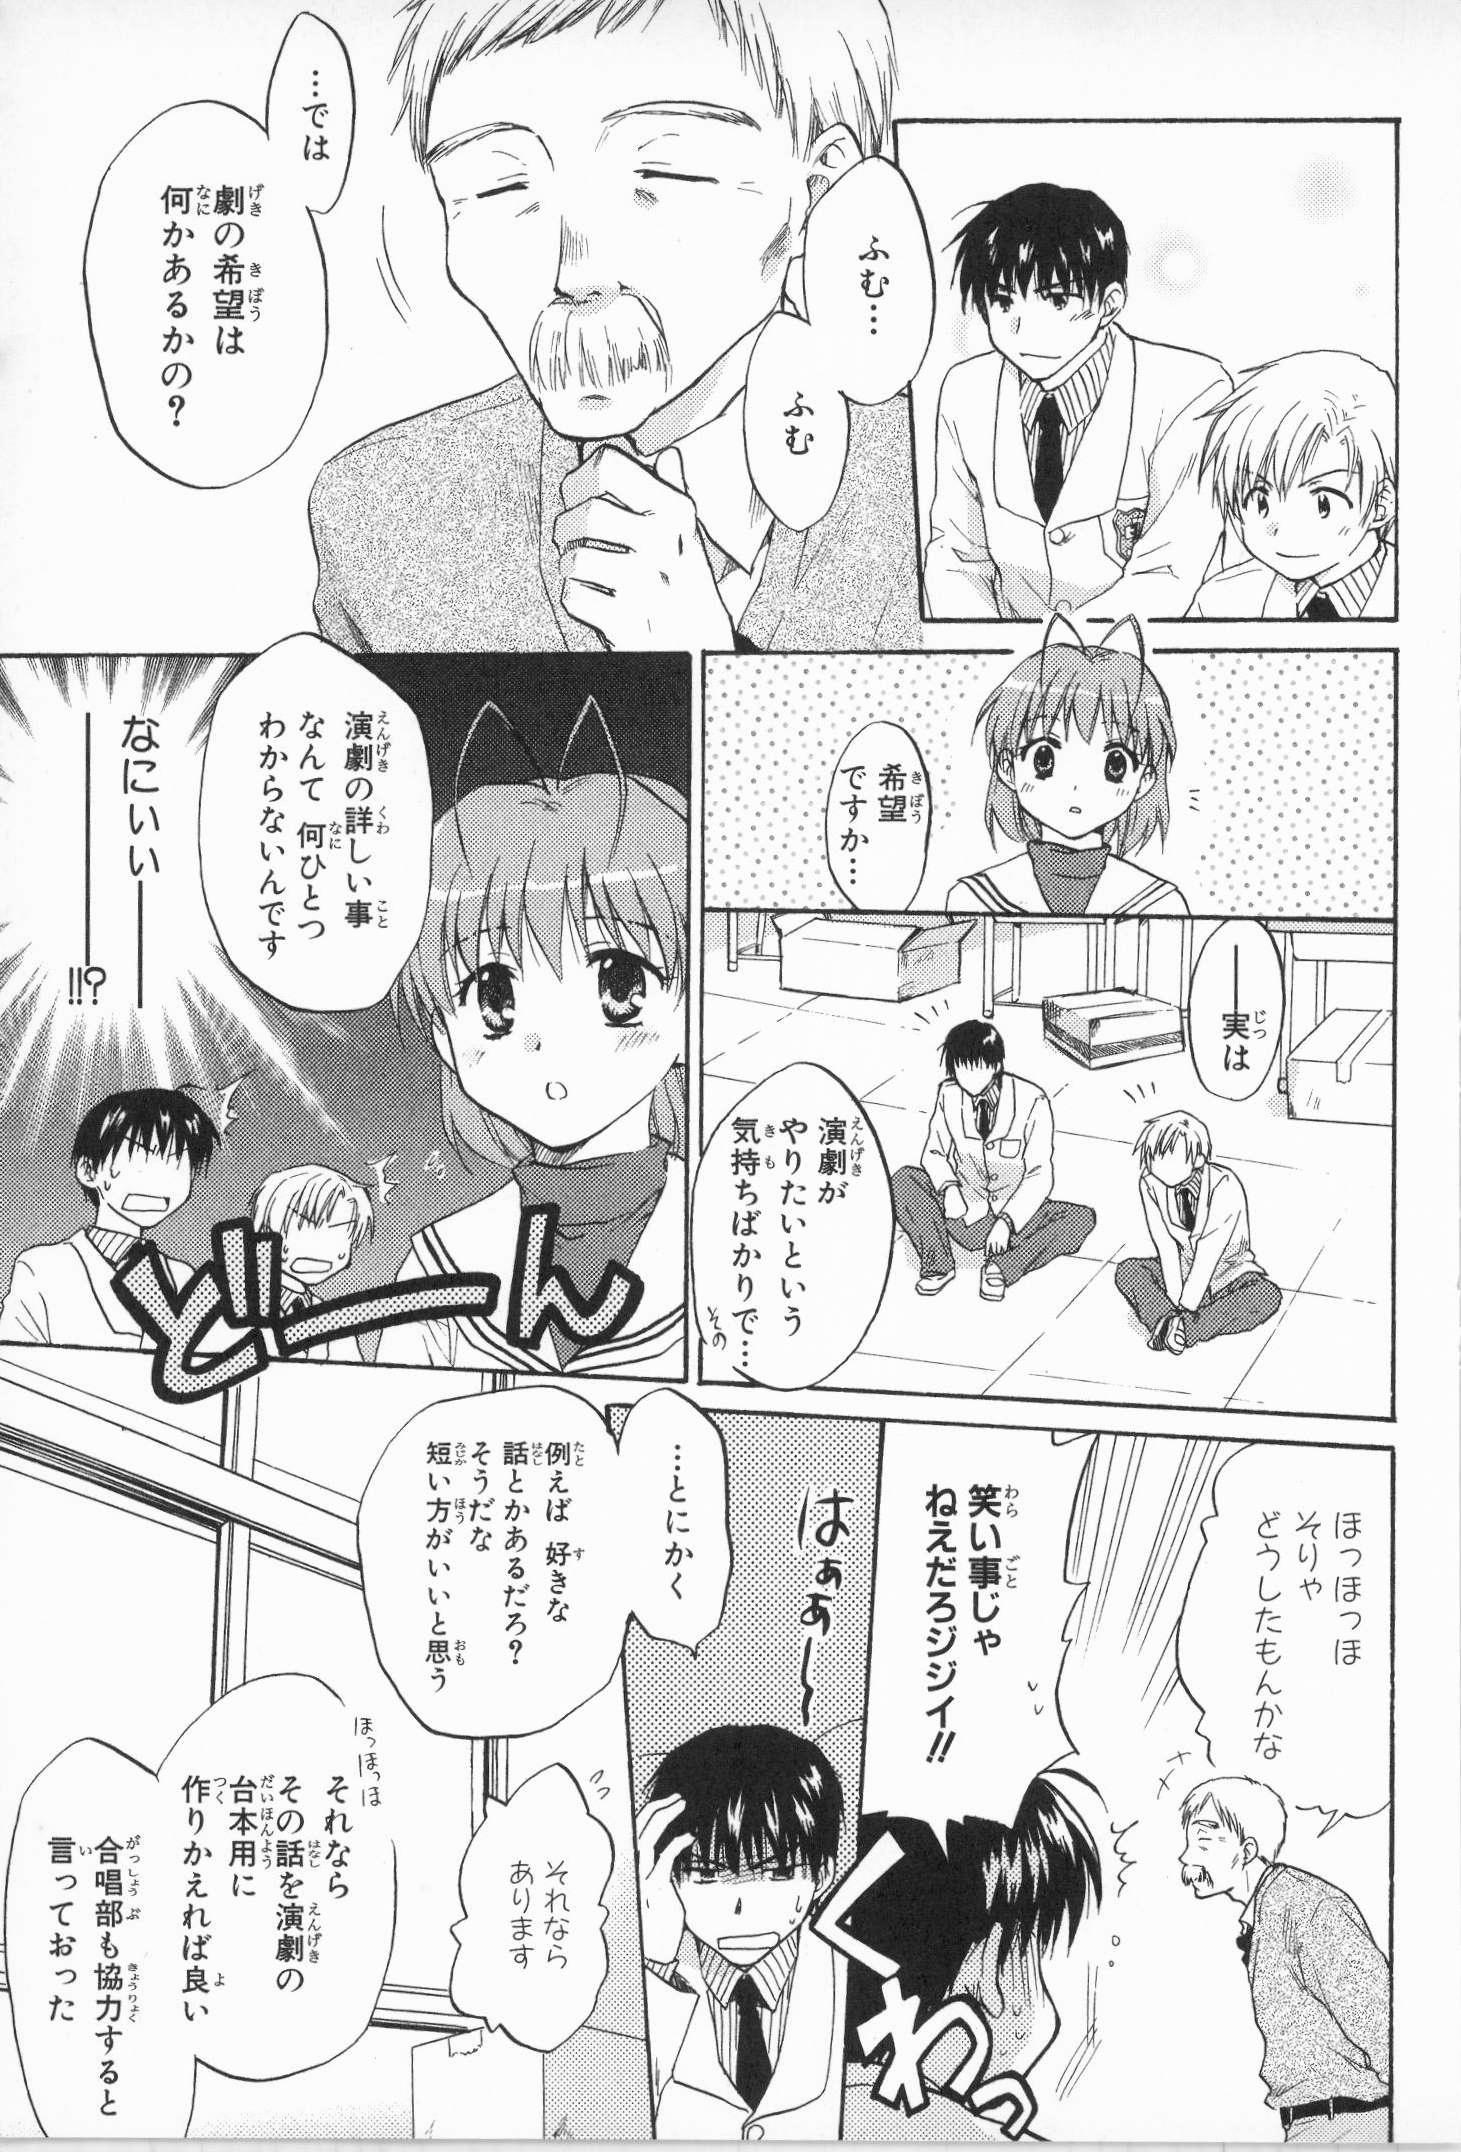 ふむ…
ふむ
…では
劇の希望は
何かあるかの?
希望
ですか…
――実は
演劇が
やりたいという
気持ちばかりで…
その
演劇の詳しい事
なんて 何ひとつ
わからないんです
なにぃぃ――
――!!?
どーん
ほっほほっほ
そりゃ
どうしたもんかな
笑い事じゃ
ねえだろジジイ!!
くわっ
はぁぁ〜
…とにかく
例えば 好きな
話とかあるだろ?
そうだな
短い方がいいと思う
それなら
あります
ほっほっほ
それなら
その話を演劇の
台本用に
作りかえれば良い
合唱部も協力すると
言っておった